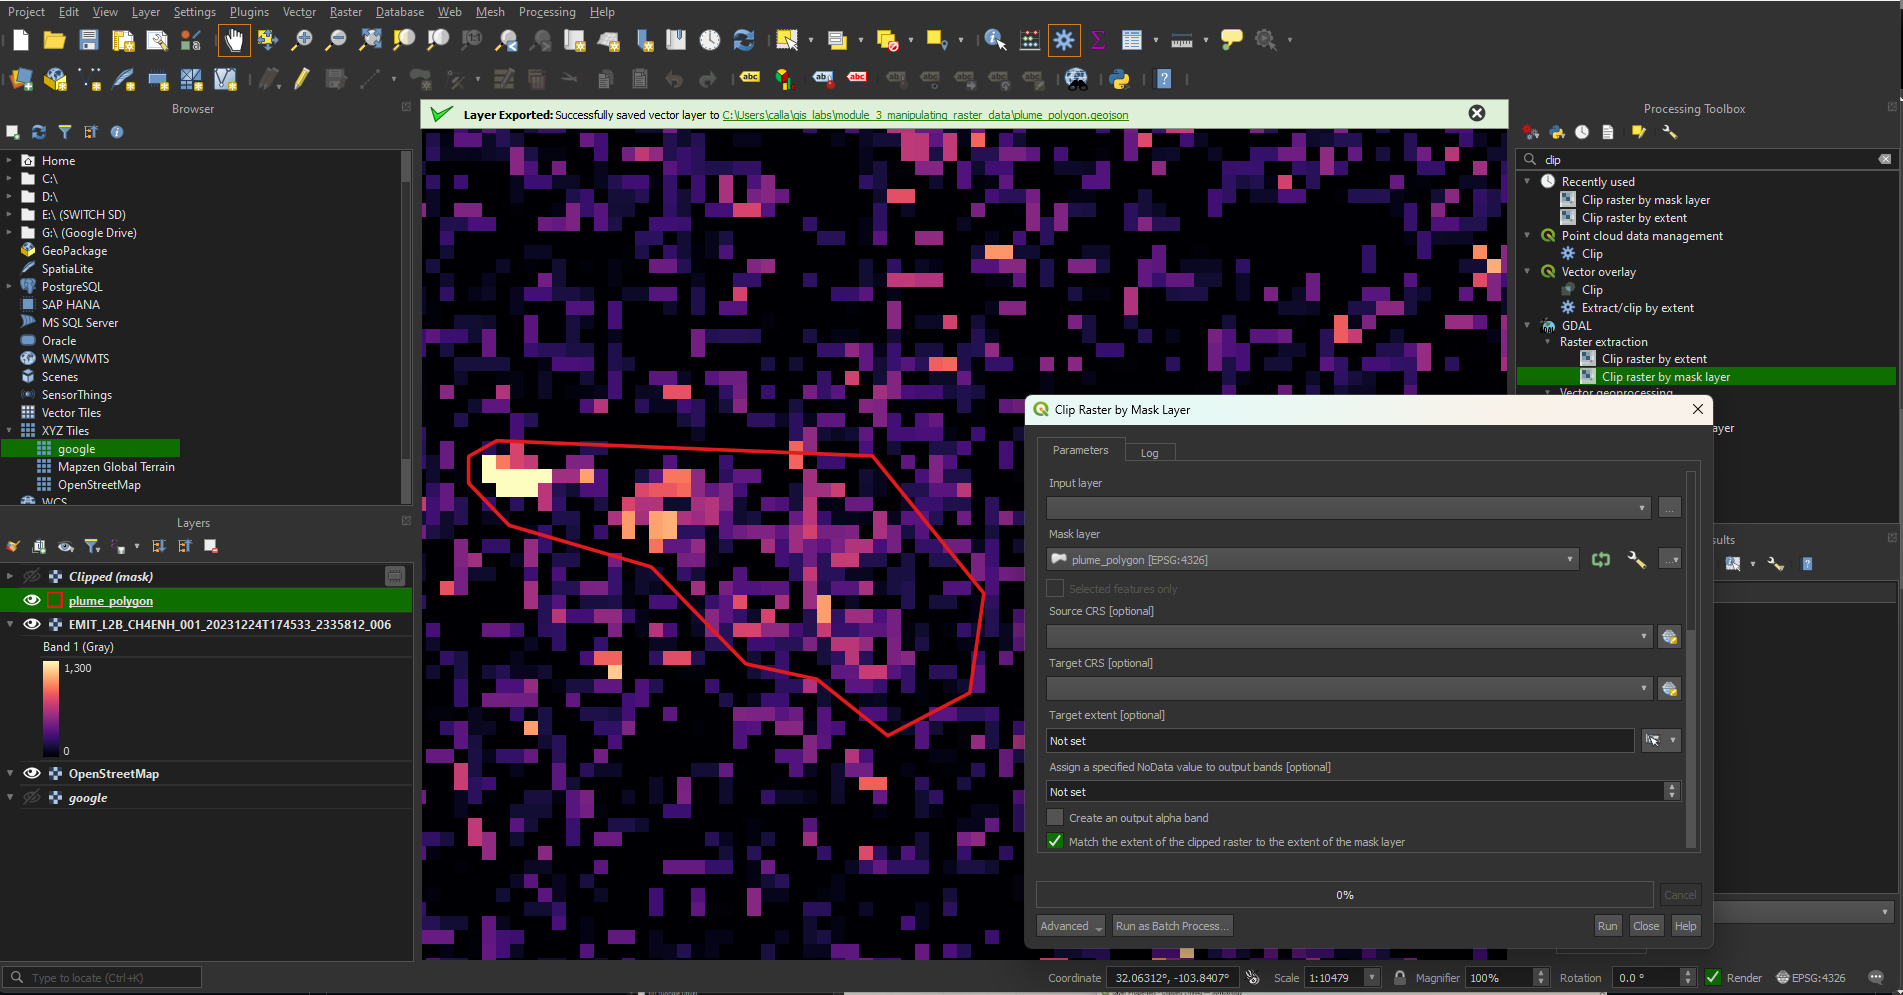 Project Edit View Layer Settings Plugins Vector Raster Database Web Mesh Processing Help
Browser
Layer Exported: Successfully saved vector layer to C:\Users\calla\gis_labs\module_3_manipulating_raster_data\plume_polygon.geojson
Processing Toolbox
Home
C:\
D:\
E:\ (SWITCH SD)
G:\ (Google Drive)
GeoPackage
SpatiaLite
PostgreSQL
SAP HANA
MS SQL Server
Oracle
WMS/WMTS
Scenes
SensorThings
Vector Tiles
XYZ Tiles
google
Mapzen Global Terrain
OpenStreetMap
WCS
clip
Recently used
Clip raster by mask layer
Clip raster by extent
Point cloud data management
Clip
Vector overlay
Clip
Extract/clip by extent
GDAL
Raster extraction
Clip raster by extent
Clip raster by mask layer
Vector geoprocessing
ayer
sults
Layers
Clipped (mask)
plume_polygon
EMIT_L2B_CH4ENH_001_20231224T174533_2335812_006
Band 1 (Gray)
1,300
0
OpenStreetMap
google
Clip Raster by Mask Layer
Parameters Log
Input layer
...
Mask layer
plume_polygon [EPSG:4326]
...
Selected features only
Source CRS [optional]
Target CRS [optional]
Target extent [optional]
Not set
Assign a specified NoData value to output bands [optional]
Not set
Create an output alpha band
Match the extent of the clipped raster to the extent of the mask layer
0%
Cancel
Advanced Run as Batch Process... Run Close Help
Type to locate (Ctrl+K)
Coordinate 32.06312°, -103.8407° Scale 1:10479 Magnifier 100% Rotation 0.0 ° Render EPSG:4326